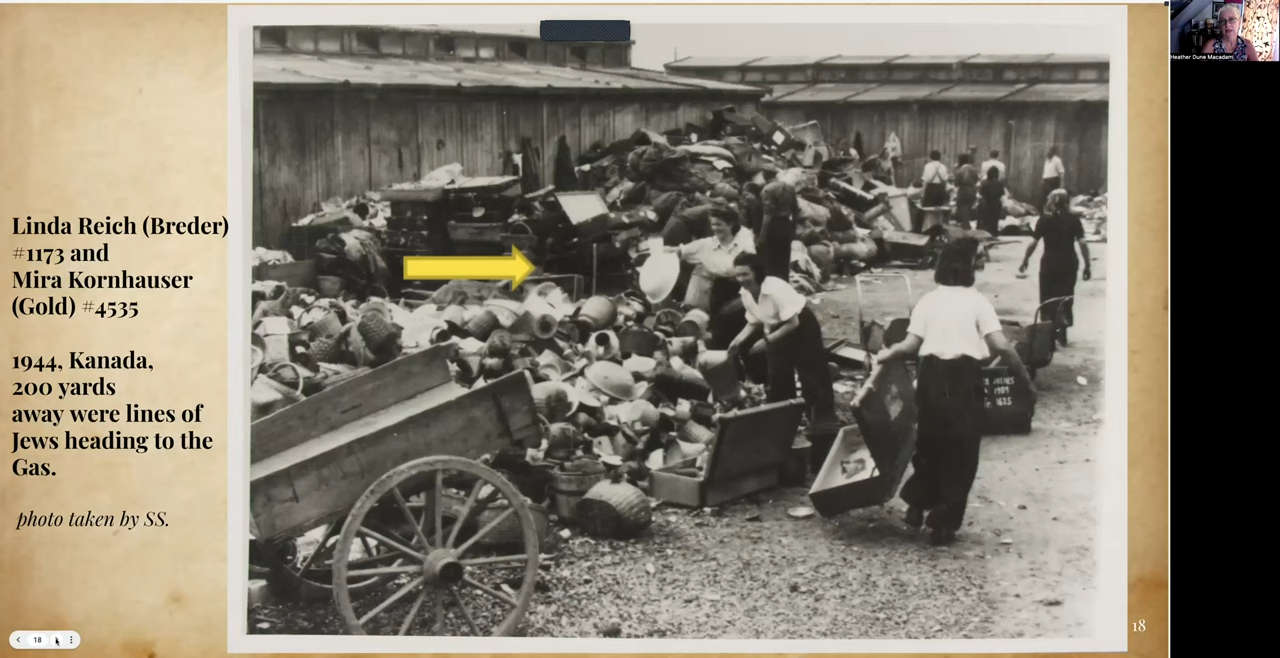 Linda Reich (Breder)
#1173 and
Mira Kornhauser
(Gold) #4535
1944, Kanada,
200 yards
away were lines of
Jews heading to the
Gas.
photo taken by SS.
18
18
Heather Dune Macadam